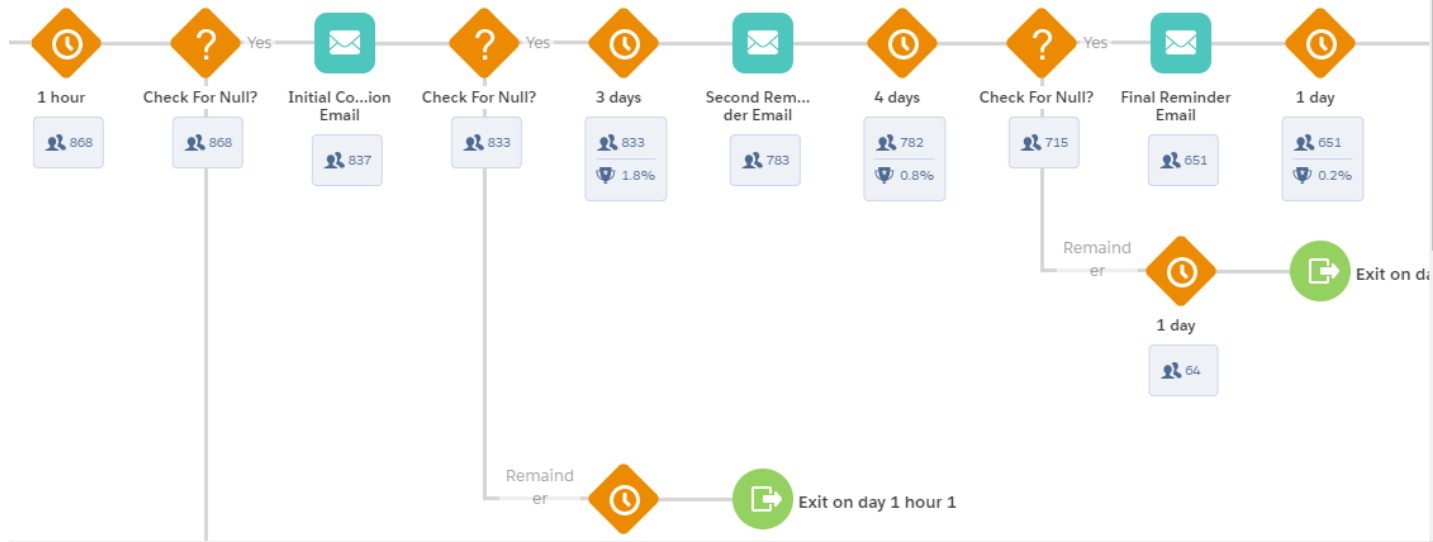 Yes
Yes
Yes
1 hour
Check For Null?
Initial Co...ion
Email
Check For Null?
3 days
Second Rem...
der Email
4 days
Check For Null?
Final Reminder
Email
1 day
868
868
837
833
833
1.8%
783
782
0.8%
715
651
651
0.2%
Remaind
er
Exit on da
1 day
64
Remaind
er
Exit on day 1 hour 1